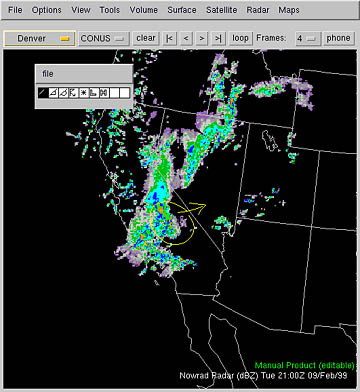 File Options View Tools Volume Surface Satellite Radar Maps
Denver CONUS clear |< < > >| loop Frames: 4 phone
file
Manual Product (editable)
Nowrad Radar (dBZ) Tue 21:00Z 09/Feb/99